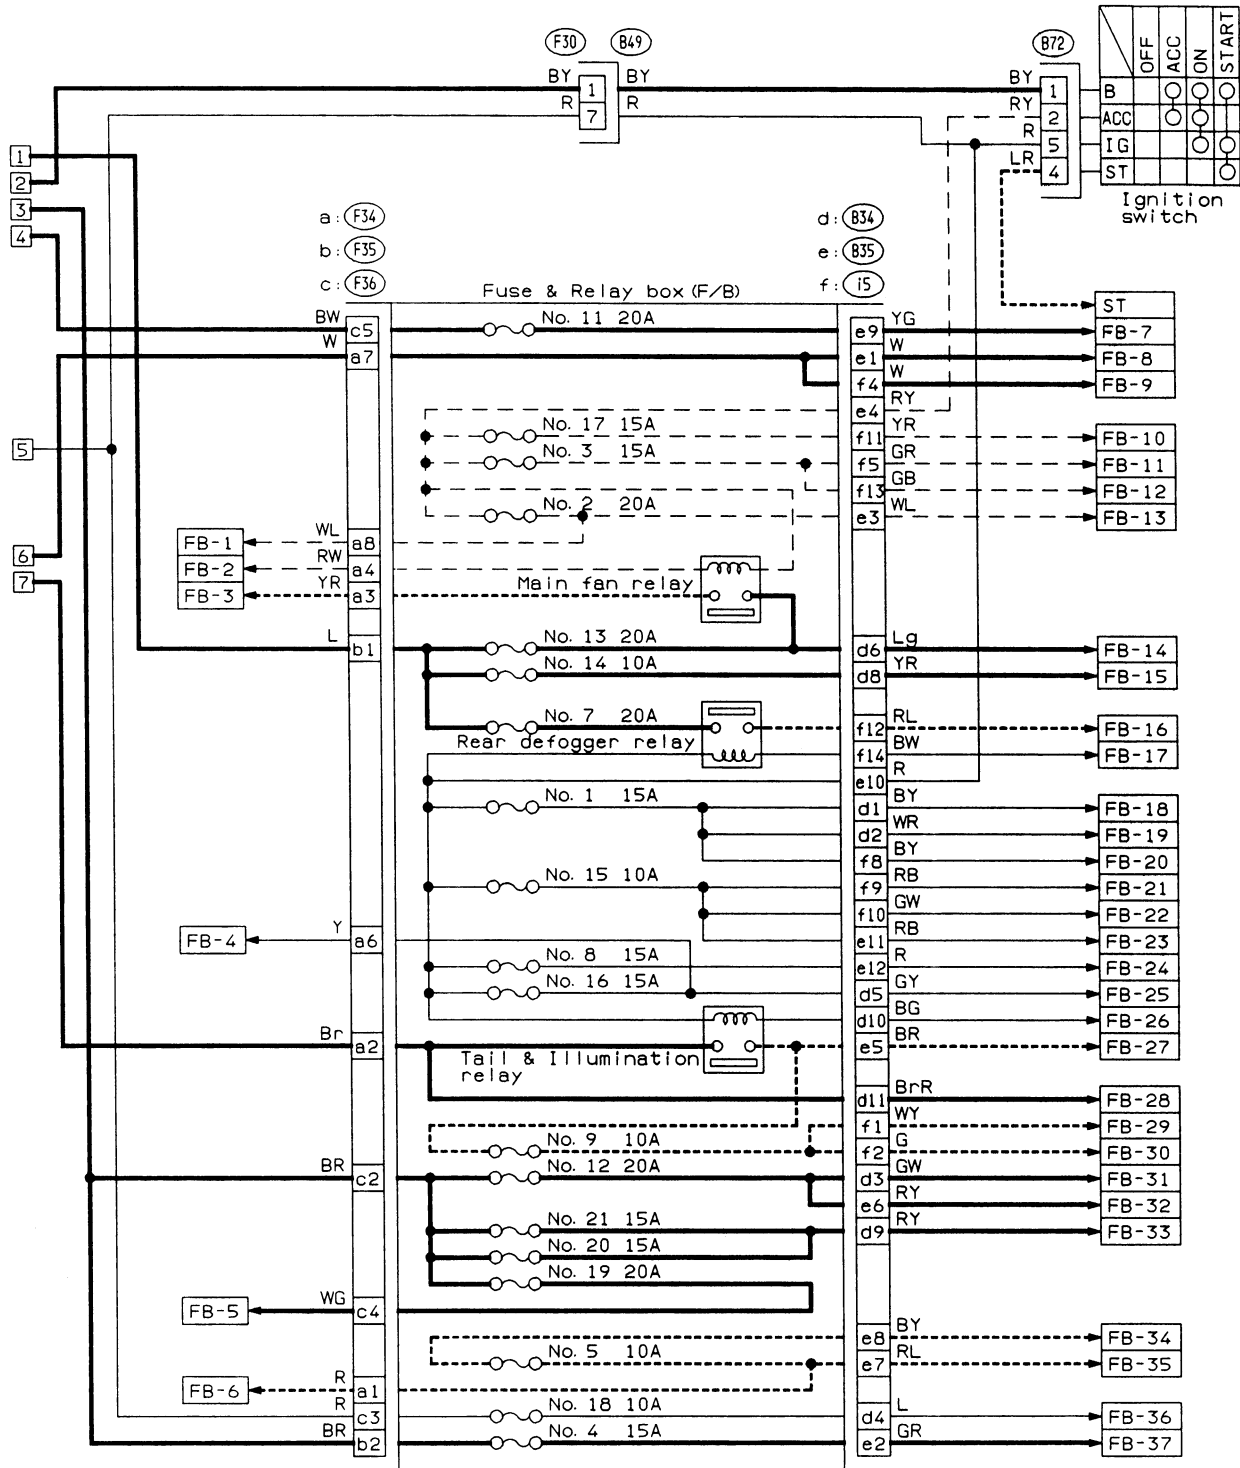 OFF
ACC
ON
START
F30 B49 B72
BY 1 BY BY 1 B
R 7 R RY 2 ACC
R 5 IG
LR 4 ST
Ignition
switch
1
2
3
4
a: F34 d: B34
b: F35 e: B35
c: F36 f: i5
Fuse & Relay box (F/B)
ST
BW c5 No. 11 20A e9 YG FB-7
W a7 e1 W FB-8
f4 W FB-9
e4 RY
No. 17 15A f11 YR FB-10
5 No. 3 15A f5 GR FB-11
f13 GB FB-12
No. 2 20A e3 WL FB-13
FB-1 WL a8
6
FB-2 RW a4
7
FB-3 YR a3 Main fan relay
L b1 No. 13 20A d6 Lg FB-14
No. 14 10A d8 YR FB-15
No. 7 20A f12 RL FB-16
Rear defogger relay f14 BW FB-17
e10 R
No. 1 15A d1 BY FB-18
d2 WR FB-19
f8 BY FB-20
No. 15 10A f9 RB FB-21
f10 GW FB-22
FB-4 Y a6 e11 RB FB-23
No. 8 15A e12 R FB-24
No. 16 15A d5 GY FB-25
d10 BG FB-26
Br a2 e5 BR FB-27
Tail & Illumination
relay
d11 BrR FB-28
f1 WY FB-29
No. 9 10A f2 G FB-30
BR c2 No. 12 20A d3 GW FB-31
e6 RY FB-32
No. 21 15A d9 RY FB-33
No. 20 15A
No. 19 20A
FB-5 WG c4
e8 BY FB-34
No. 5 10A e7 RL FB-35
FB-6 R a1
R c3 No. 18 10A d4 L FB-36
BR b2 No. 4 15A e2 GR FB-37